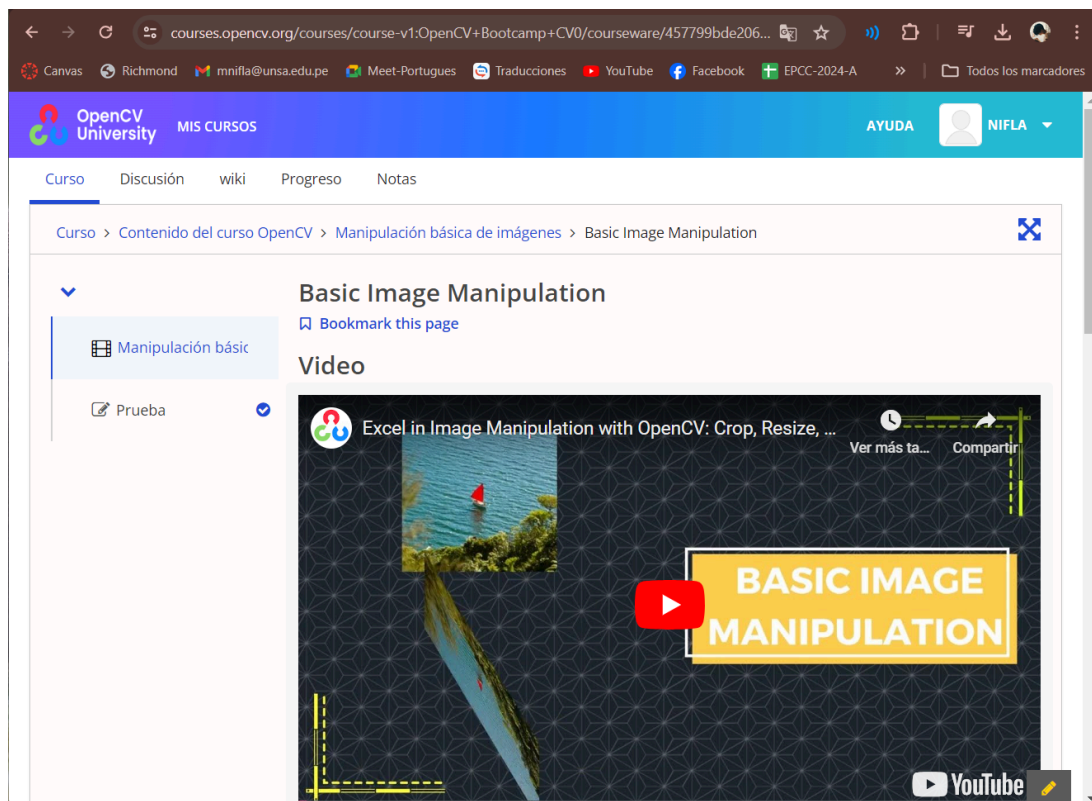 courses.opencv.org/courses/course-v1:OpenCV+Bootcamp+CV0/courseware/457799bde206...
Canvas Richmond mnifla@unsa.edu.pe Meet-Portugues Traducciones YouTube Facebook EPCC-2024-A » Todos los marcadores
OpenCV
University MIS CURSOS AYUDA NIFLA
Curso Discusión wiki Progreso Notas
Curso > Contenido del curso OpenCV > Manipulación básica de imágenes > Basic Image Manipulation
Basic Image Manipulation
Bookmark this page
Manipulación básic
Video
Prueba
Excel in Image Manipulation with OpenCV: Crop, Resize, ...
Ver más ta... Compartir
BASIC IMAGE
MANIPULATION
YouTube